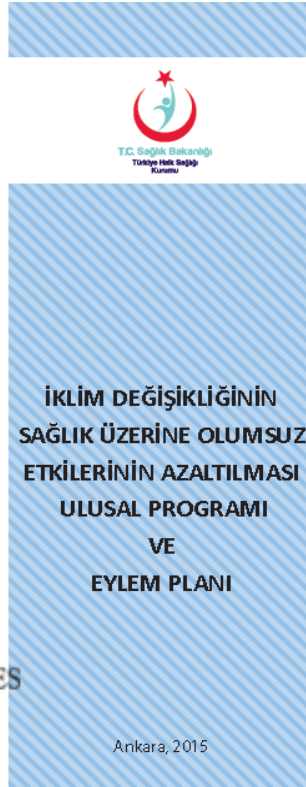 T.C. Sağlık Bakanlığı
Türkiye Halk Sağlığı
Kurumu
İKLİM DEĞİŞİKLİĞİNİN
SAĞLIK ÜZERİNE OLUMSUZ
ETKİLERİNİN AZALTILMASI
ULUSAL PROGRAMI
VE
EYLEM PLANI
ES
Ankara, 2015